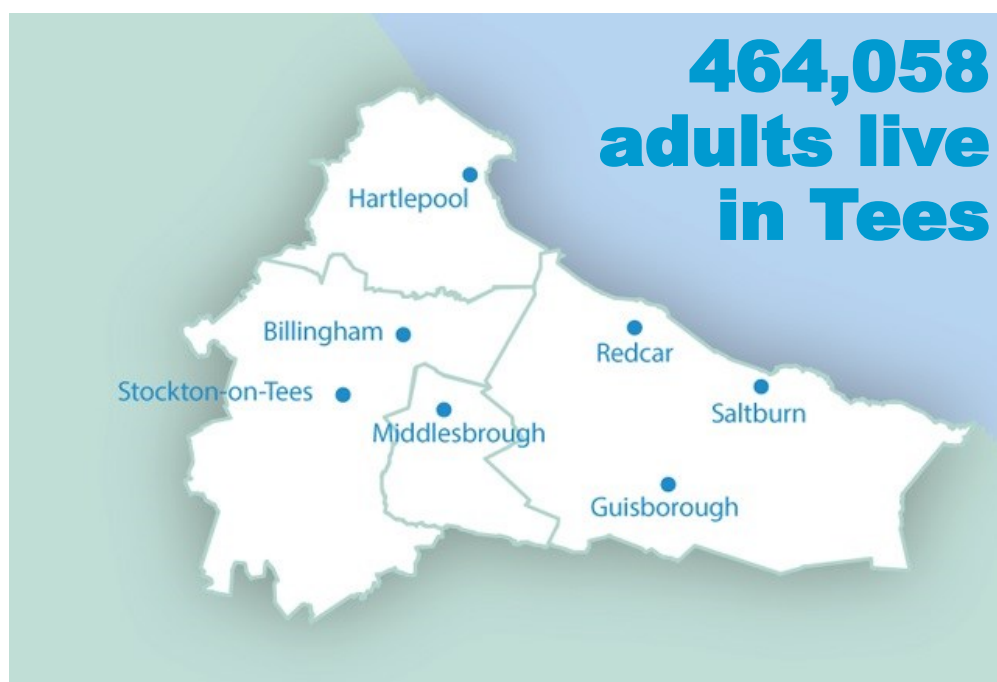 464,058
adults live
in Tees
Hartlepool
Billingham
Redcar
Stockton-on-Tees
Saltburn
Middlesbrough
Guisborough